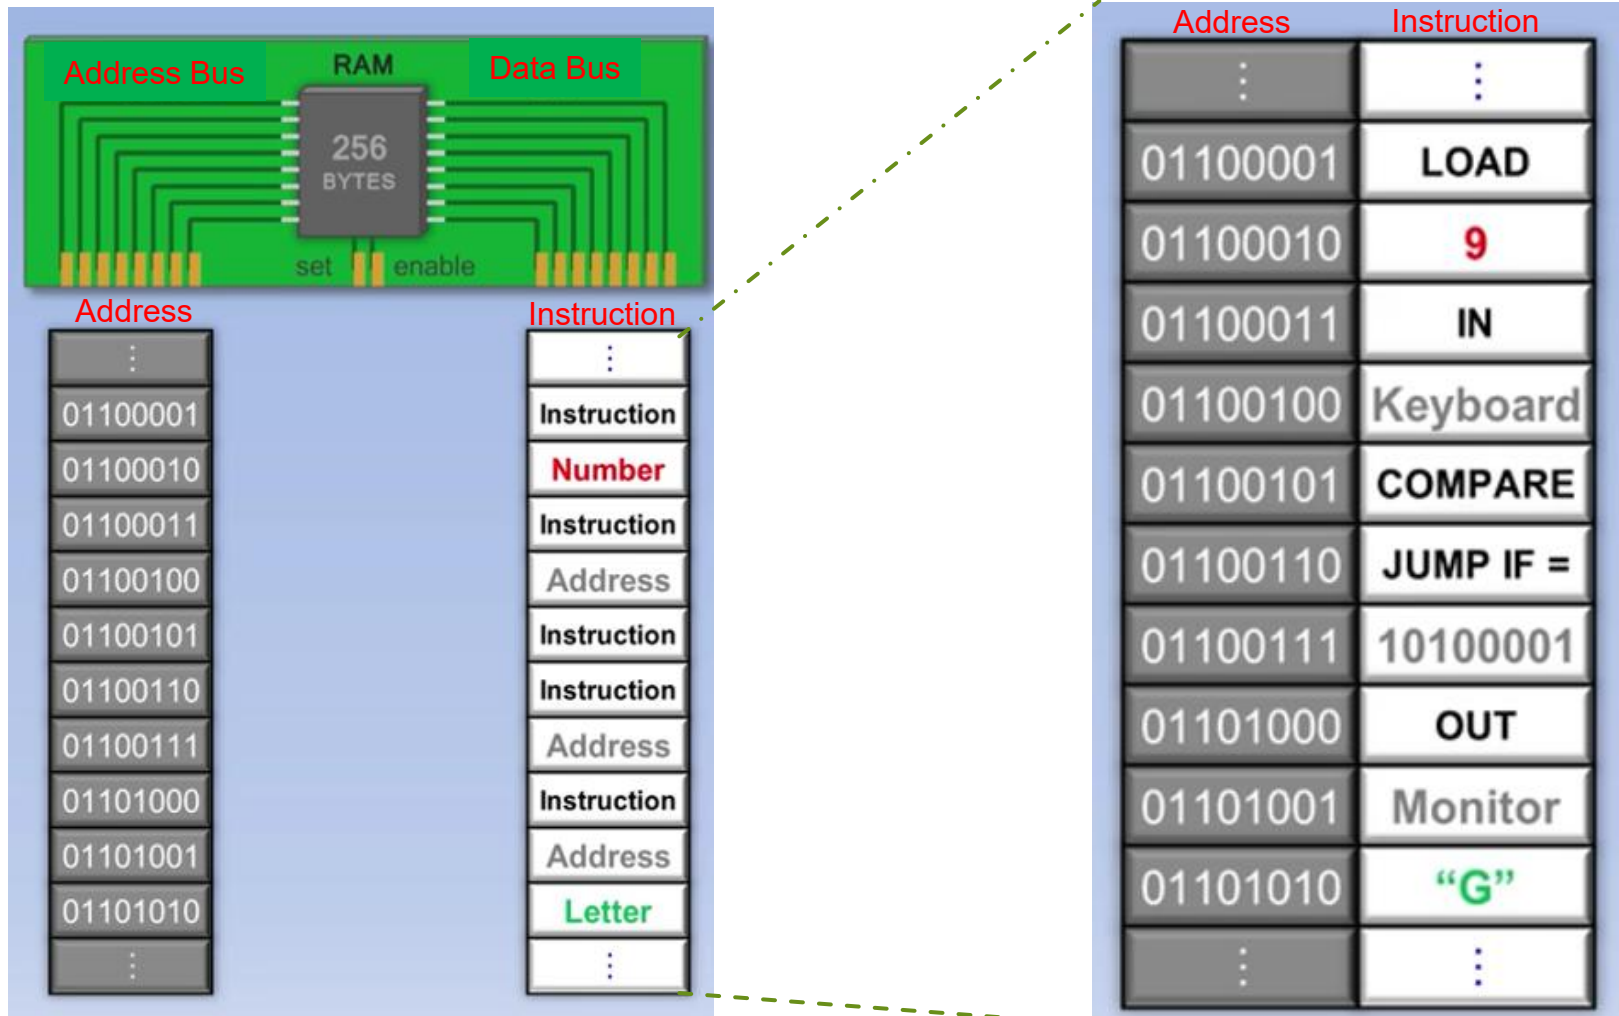 Address Bus
RAM
Data Bus
256
BYTES
set
enable
Address Instruction
01100001 Instruction
01100010 Number
01100011 Instruction
01100100 Address
01100101 Instruction
01100110 Instruction
01100111 Address
01101000 Instruction
01101001 Address
01101010 Letter
Address Instruction
01100001 LOAD
01100010 9
01100011 IN
01100100 Keyboard
01100101 COMPARE
01100110 JUMP IF =
01100111 10100001
01101000 OUT
01101001 Monitor
01101010 “G”